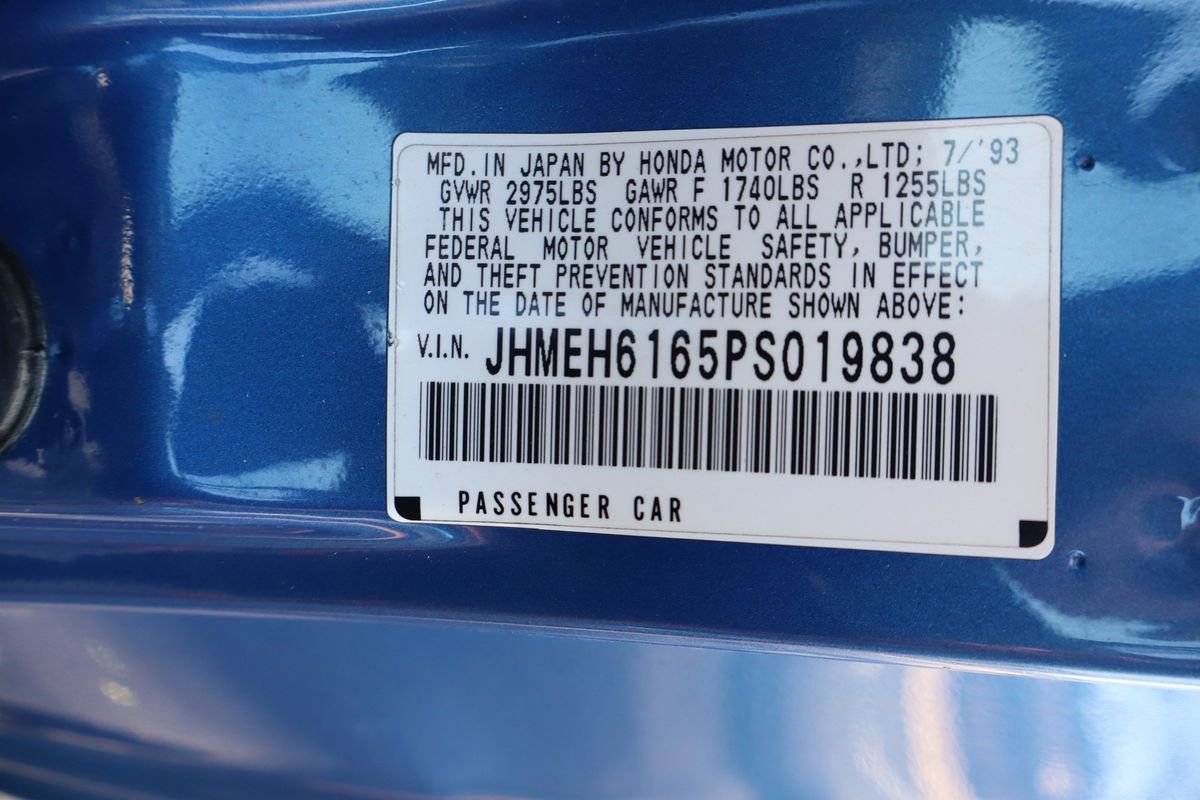 MFD. IN JAPAN BY HONDA MOTOR CO.,LTD; 7/'93
GVWR 2975LBS GAWR F 1740LBS R 1255LBS
THIS VEHICLE CONFORMS TO ALL APPLICABLE
FEDERAL MOTOR VEHICLE SAFETY, BUMPER,
AND THEFT PREVENTION STANDARDS IN EFFECT
ON THE DATE OF MANUFACTURE SHOWN ABOVE:
V.I.N. JHMEH6165PS019838
PASSENGER CAR